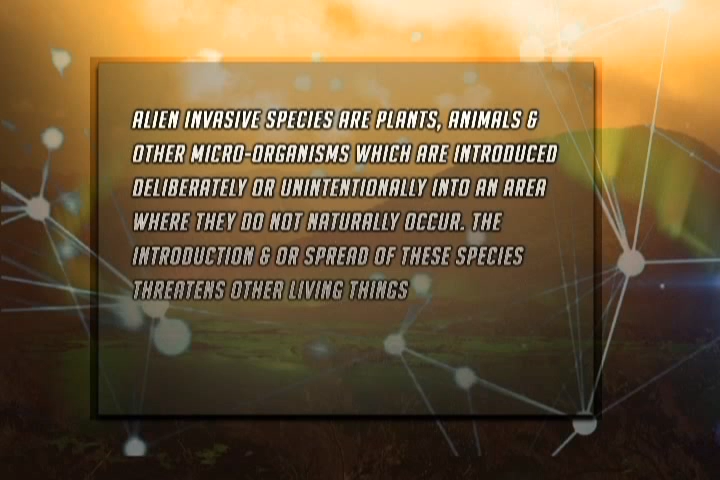 ALIEN INVASIVE SPECIES ARE PLANTS, ANIMALS &
OTHER MICRO-ORGANISMS WHICH ARE INTRODUCED
DELIBERATELY OR UNINTENTIONALLY INTO AN AREA
WHERE THEY DO NOT NATURALLY OCCUR. THE
INTRODUCTION & OR SPREAD OF THESE SPECIES
THREATENS OTHER LIVING THINGS